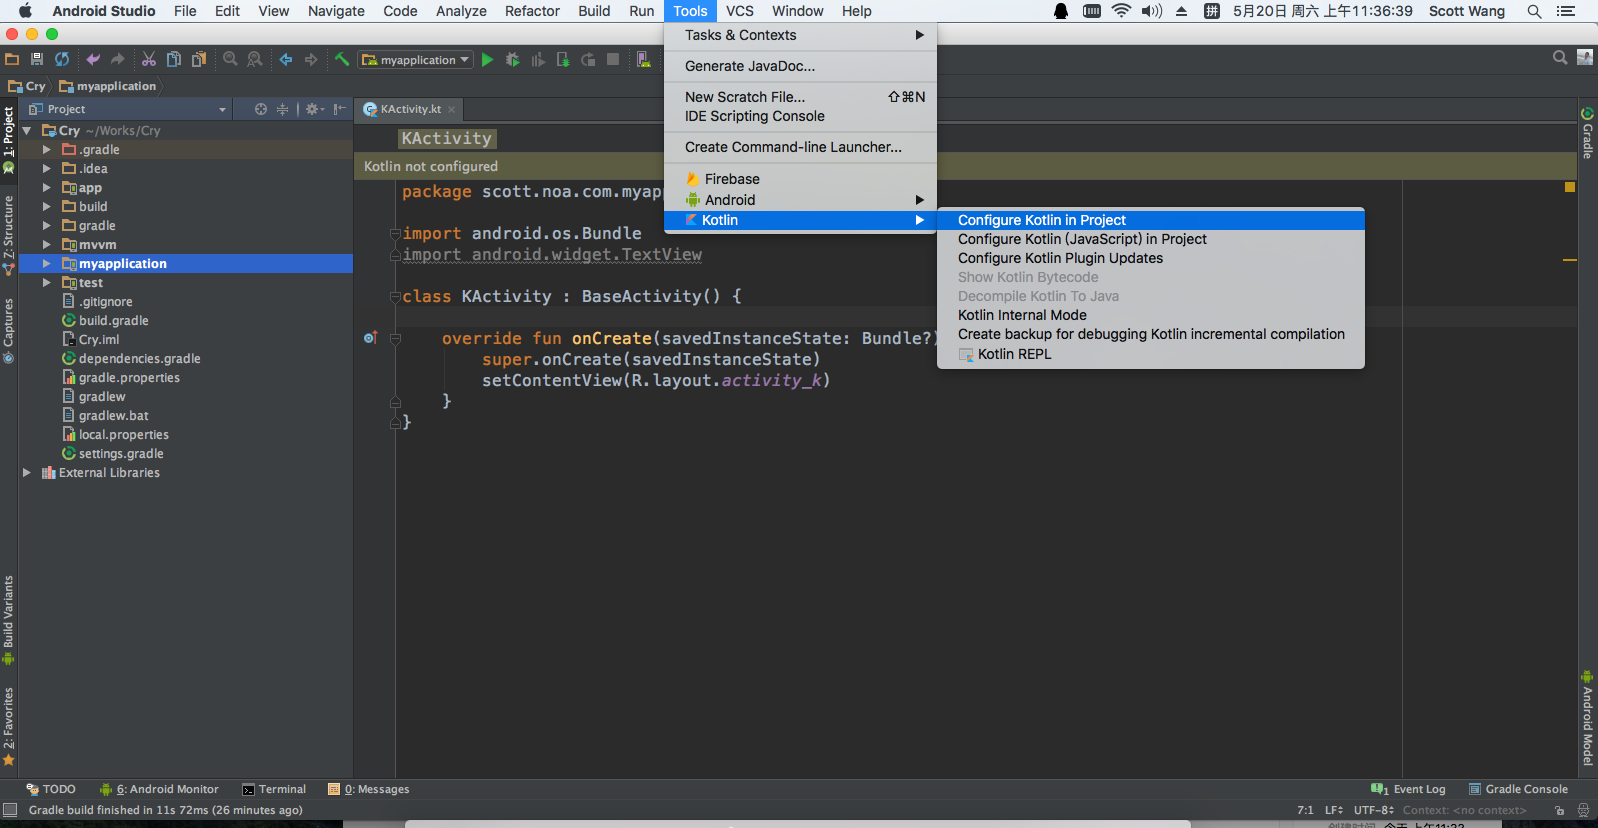 Android Studio File Edit View Navigate Code Analyze Refactor Build Run Tools VCS Window Help 5月20日 周六 上午11:36:39 Scott Wang
拼
myapplication
Cry myapplication
Project
KActivity.kt
Cry ~/Works/Cry
.gradle
.idea
app
build
gradle
mvvm
myapplication
test
.gitignore
build.gradle
Cry.iml
dependencies.gradle
gradle.properties
gradlew
gradlew.bat
local.properties
settings.gradle
External Libraries
1: Project
Z: Structure
Captures
Build Variants
2: Favorites
KActivity
Kotlin not configured
package scott.noa.com.myapp
import android.os.Bundle
import android.widget.TextView
class KActivity : BaseActivity() {
override fun onCreate(savedInstanceState: Bundle?)
super.onCreate(savedInstanceState)
setContentView(R.layout.activity_k)
}
}
Tasks & Contexts
Generate JavaDoc...
New Scratch File... ⇧⌘N
IDE Scripting Console
Create Command-line Launcher...
Firebase
Android
Kotlin
Configure Kotlin in Project
Configure Kotlin (JavaScript) in Project
Configure Kotlin Plugin Updates
Show Kotlin Bytecode
Decompile Kotlin To Java
Kotlin Internal Mode
Create backup for debugging Kotlin incremental compilation
Kotlin REPL
Gradle
Android Model
TODO 6: Android Monitor Terminal 0: Messages 1 Event Log Gradle Console
Gradle build finished in 11s 72ms (26 minutes ago) 7:1 LF UTF-8 Context: <no context>